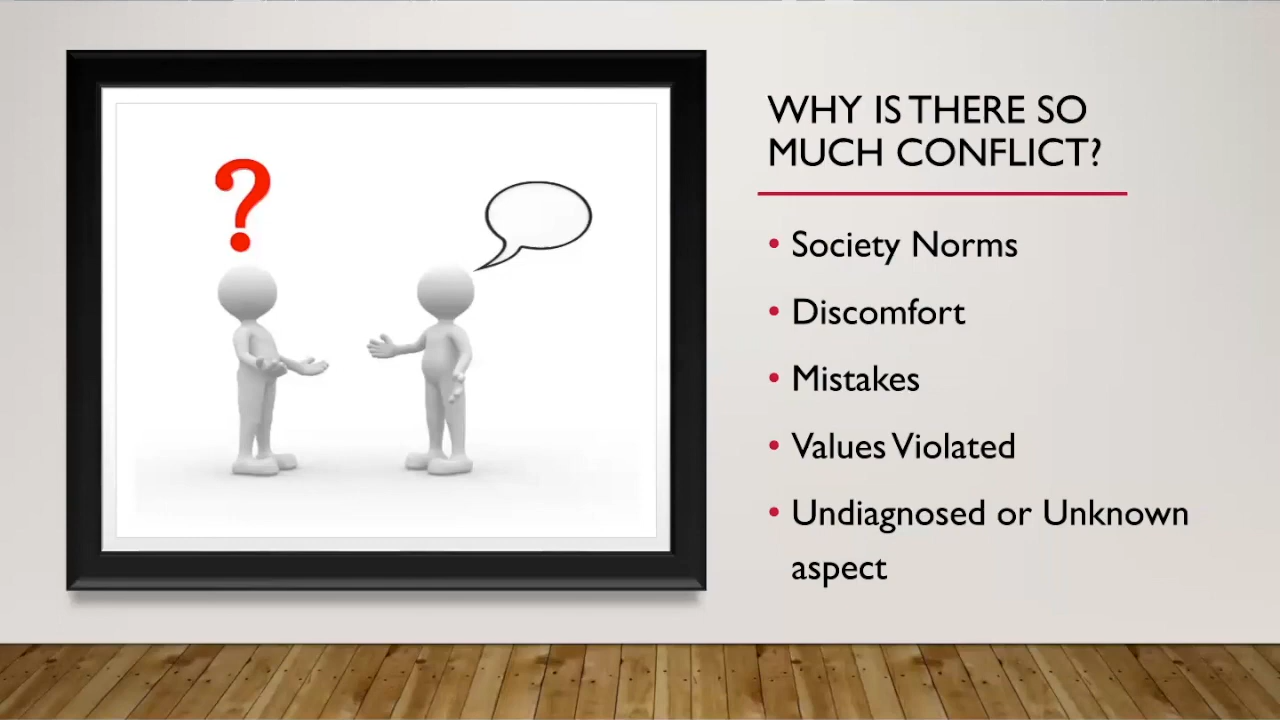 ?
WHY IS THERE SO
MUCH CONFLICT?
• Society Norms
• Discomfort
• Mistakes
• Values Violated
• Undiagnosed or Unknown
aspect